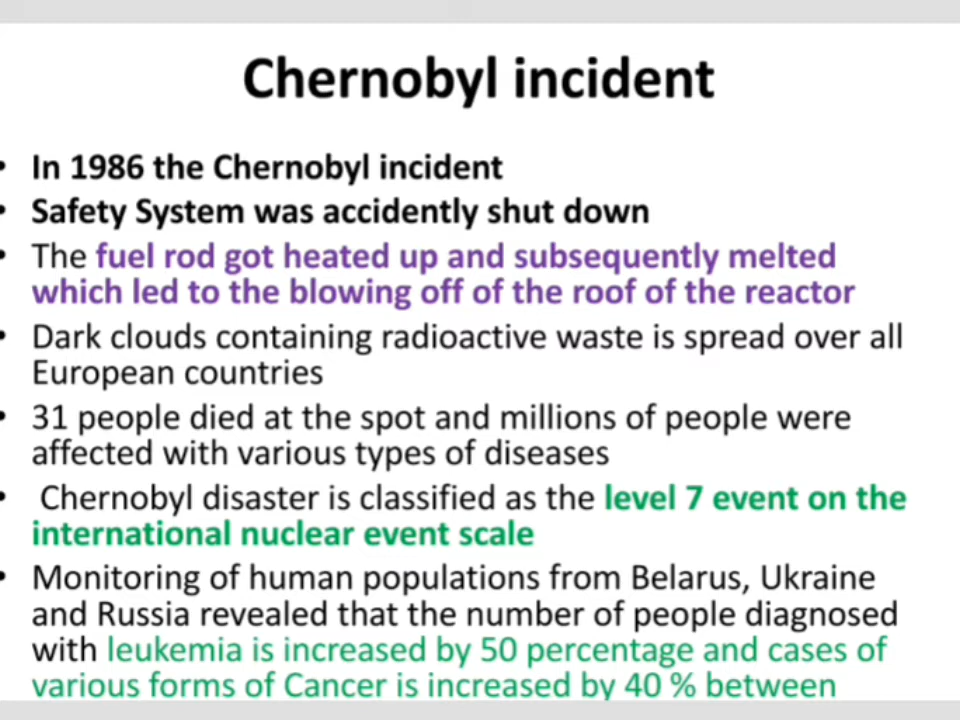 Chernobyl incident
• In 1986 the Chernobyl incident
• Safety System was accidently shut down
• The fuel rod got heated up and subsequently melted
which led to the blowing off of the roof of the reactor
• Dark clouds containing radioactive waste is spread over all
European countries
• 31 people died at the spot and millions of people were
affected with various types of diseases
• Chernobyl disaster is classified as the level 7 event on the
international nuclear event scale
• Monitoring of human populations from Belarus, Ukraine
and Russia revealed that the number of people diagnosed
with leukemia is increased by 50 percentage and cases of
various forms of Cancer is increased by 40 % between